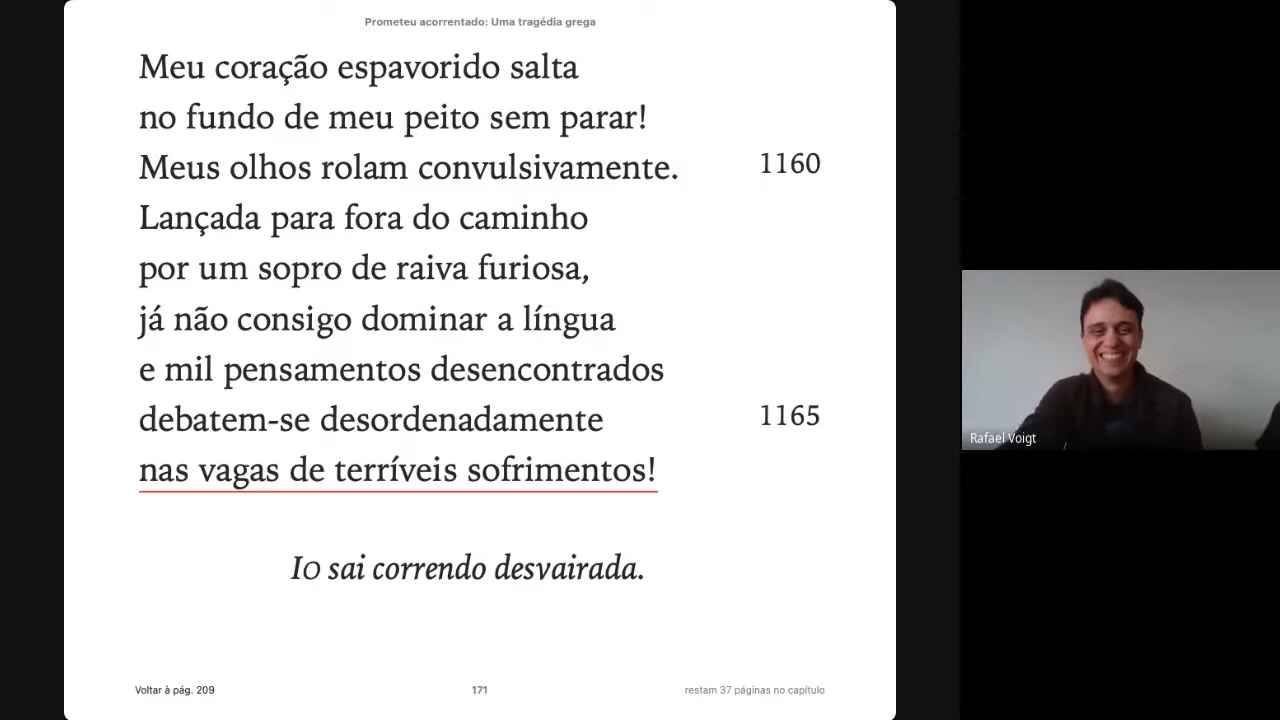 Prometeu acorrentado: Uma tragédia grega
Meu coração espavorido salta
no fundo de meu peito sem parar!
Meus olhos rolam convulsivamente. 1160
Lançada para fora do caminho
por um sopro de raiva furiosa,
já não consigo dominar a língua
e mil pensamentos desencontrados
debatem-se desordenadamente 1165
nas vagas de terríveis sofrimentos!
Io sai correndo desvairada.
Voltar à pág. 209 171 restam 37 páginas no capítulo
Rafael Voigt